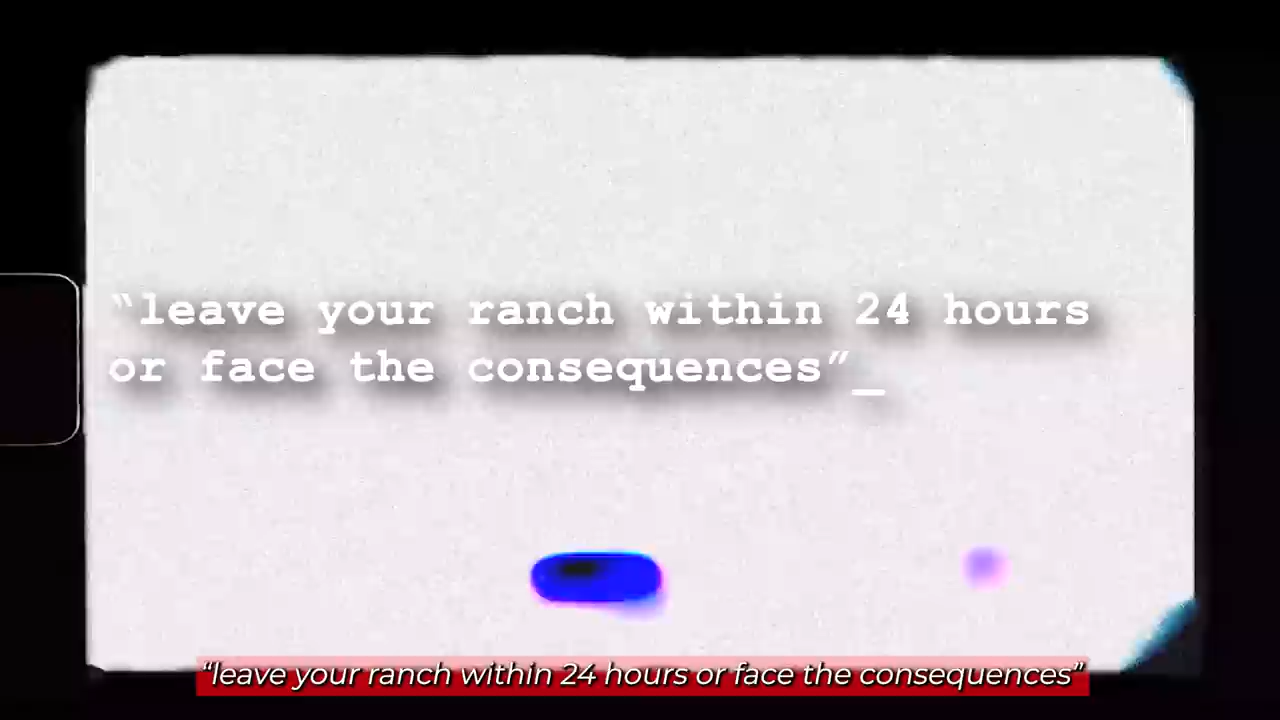 “leave your ranch within 24 hours
or face the consequences”_
“leave your ranch within 24 hours or face the consequences”